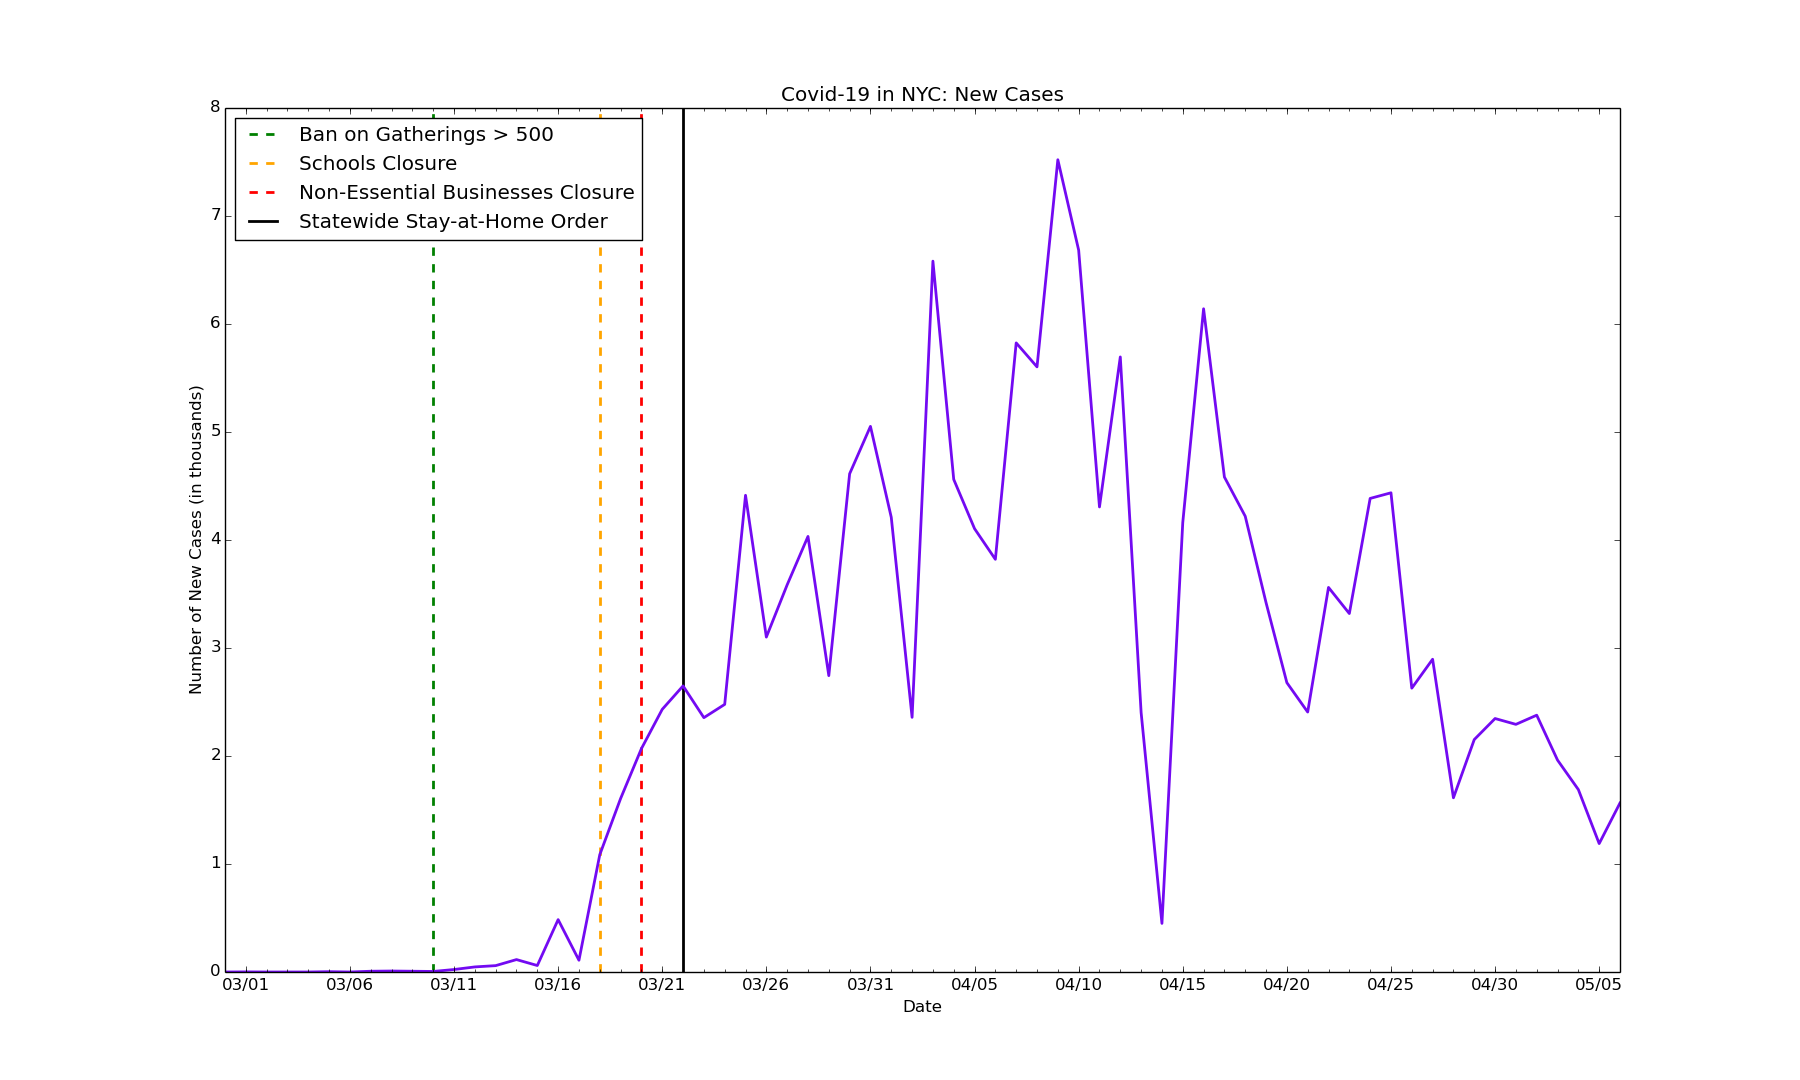 Covid-19 in NYC: New Cases
Ban on Gatherings > 500
Schools Closure
Non-Essential Businesses Closure
Statewide Stay-at-Home Order
Number of New Cases (in thousands)
8
7
6
5
4
3
2
1
0
03/01 03/06 03/11 03/16 03/21 03/26 03/31 04/05 04/10 04/15 04/20 04/25 04/30 05/05
Date